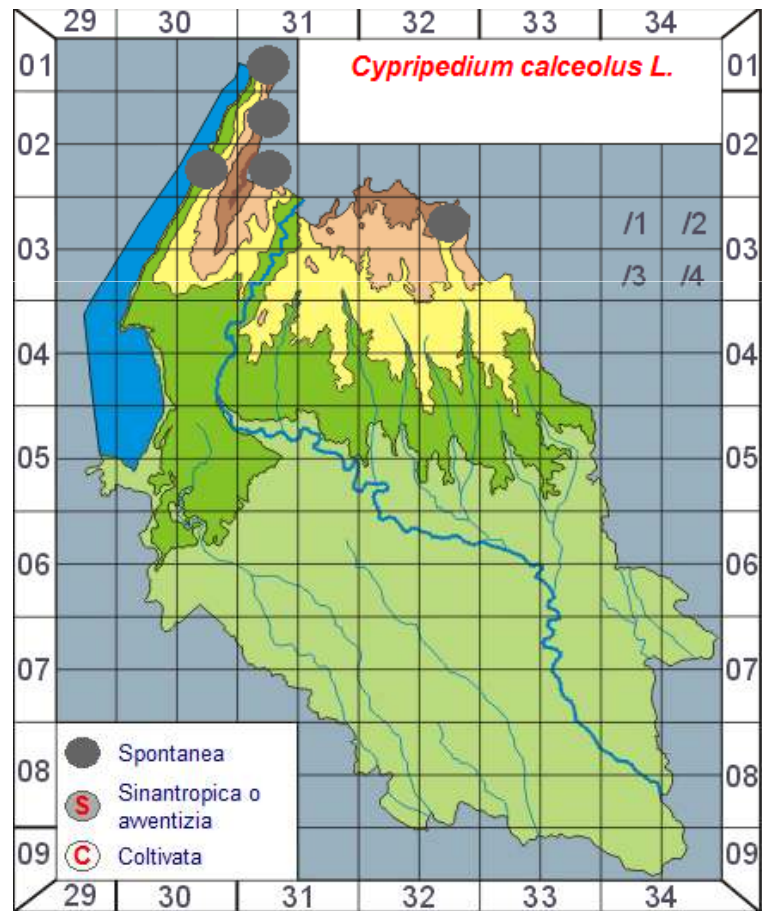 29 30 31 32 33 34
01 Cypripedium calceolus L. 01
02 02
/1 /2
03 03
/3 /4
04 04
05 05
06 06
07 07
Spontanea
08 08
S Sinantropica o
avventizia
09 C Coltivata 09
29 30 31 32 33 34